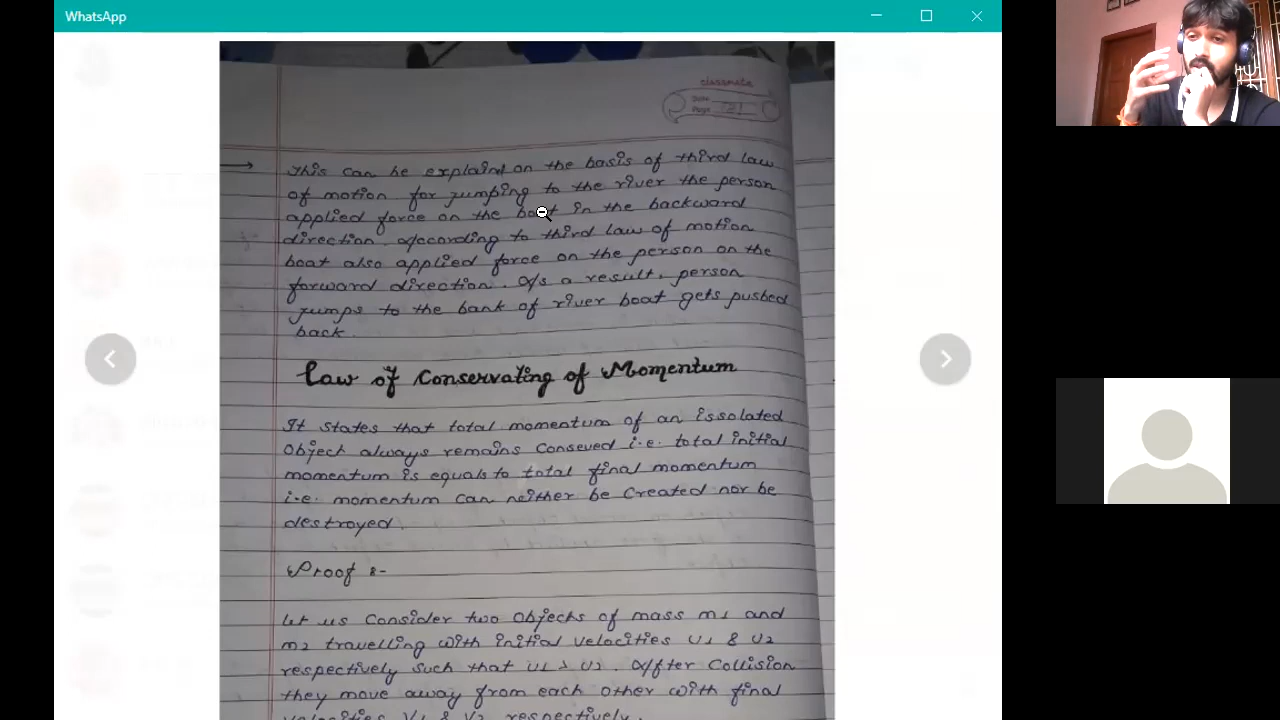 WhatsApp
classmate
Date
Page 121
This can be explaind on the basis of third law
of motion for jumping to the river the person
applied force on the boat in the backward
direction. According to third law of motion
boat also applied force on the person on the
forward direction. As a result, person
jumps to the bank of river boat gets pushed
back.
Law of Conservating of Momentum
It states that total momentum of an issolated
Object always remains conseved i.e. total initial
momentum is equals to total final momentum
i.e. momentum can neither be created nor be
destroyed.
Proof :-
Let us consider two objects of mass m1 and
m2 travelling with initial velocities U1 & U2
respectively such that U1 > U2. After Collision
they move away from each other with final
velocities V1 & V2 respectively.